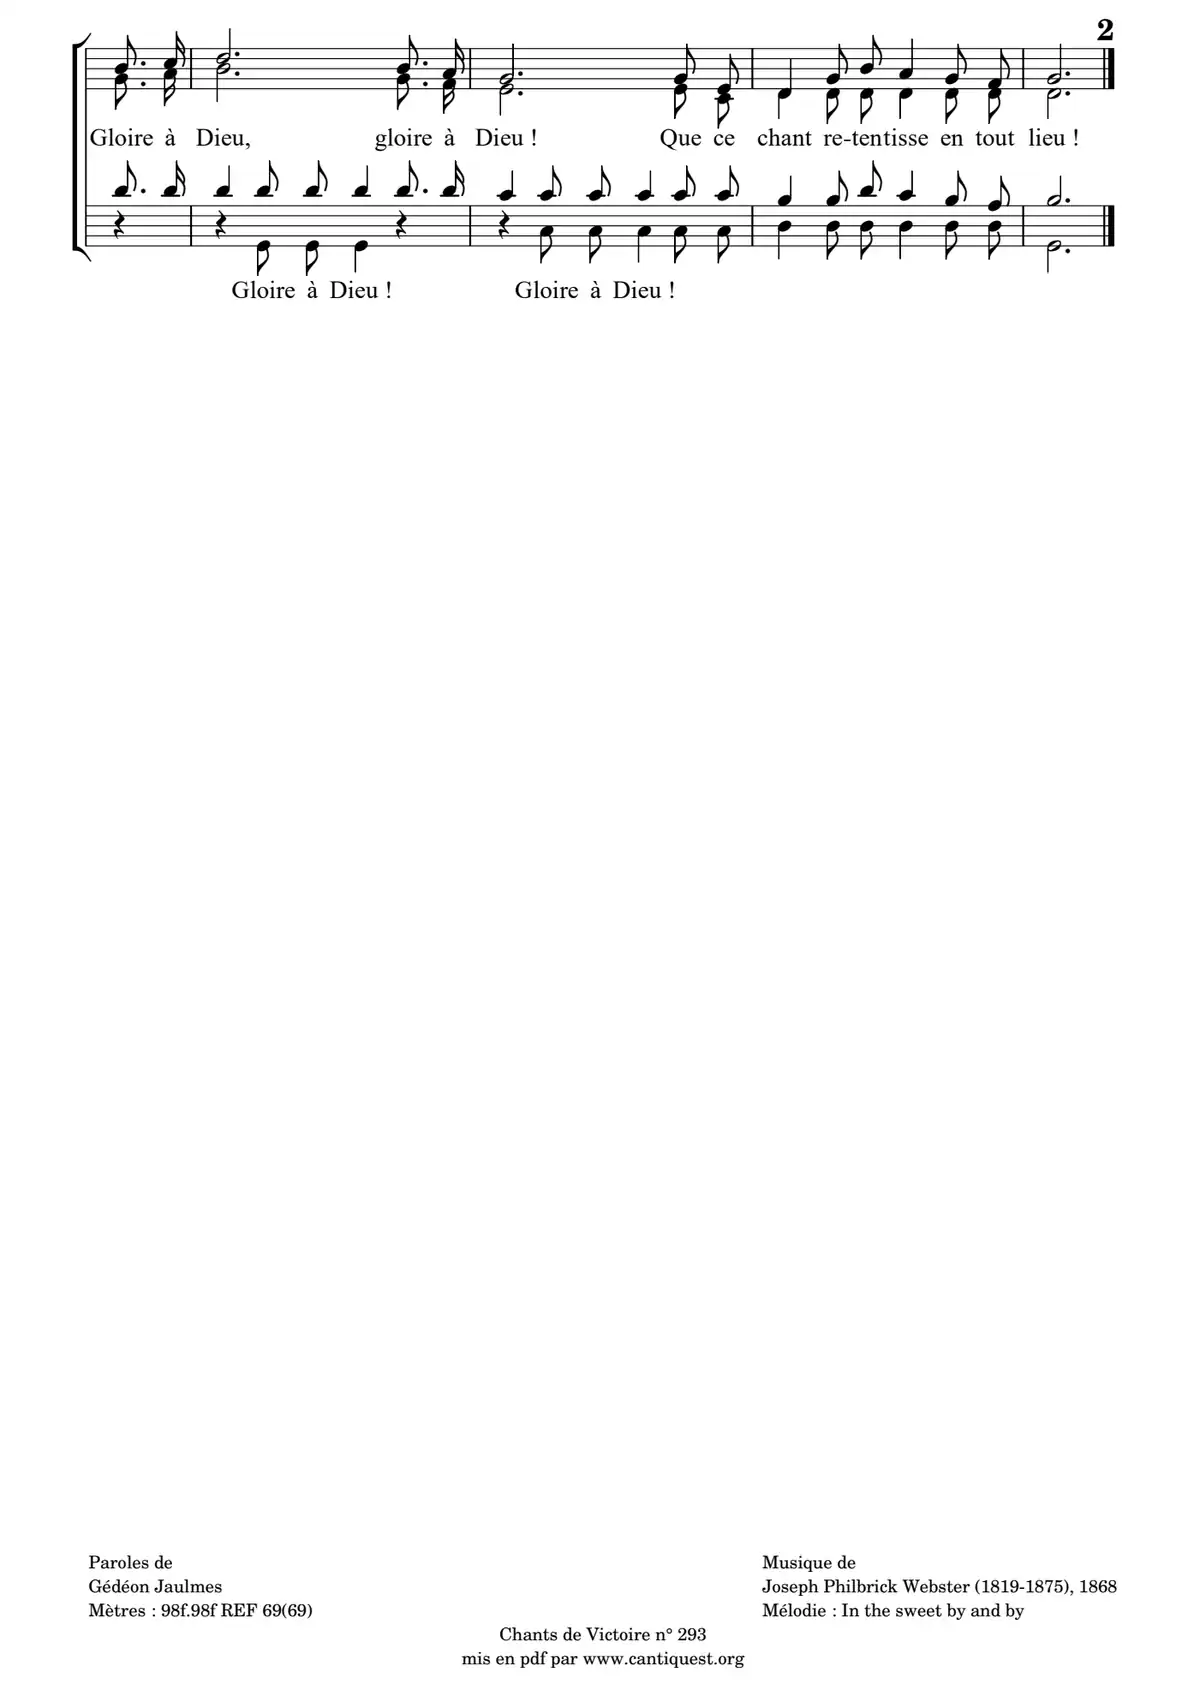 2
Gloire à Dieu, gloire à Dieu ! Que ce chant re-tentisse en tout lieu !
Gloire à Dieu ! Gloire à Dieu !
Paroles de
Gédéon Jaulmes
Mètres : 98f.98f REF 69(69)
Musique de
Joseph Philbrick Webster (1819-1875), 1868
Mélodie : In the sweet by and by
Chants de Victoire n° 293
mis en pdf par www.cantiquest.org